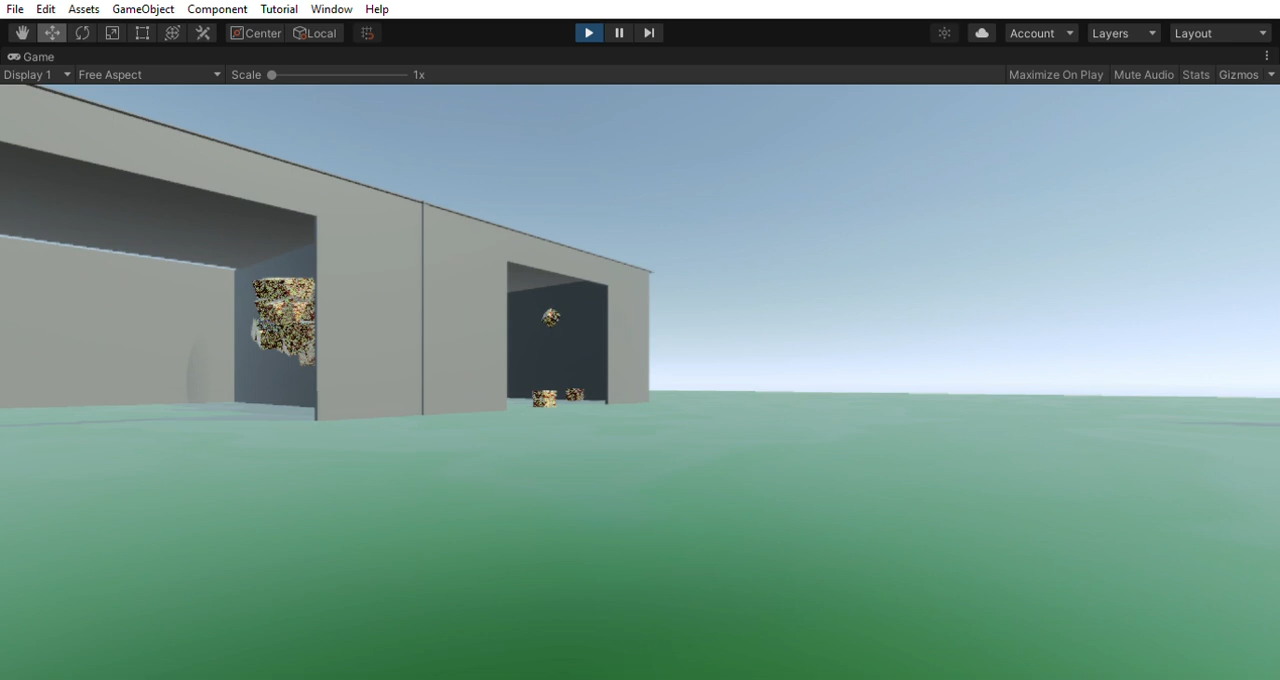 File Edit Assets GameObject Component Tutorial Window Help
Center Local Account Layers Layout
Game
Display 1 Free Aspect Scale 1x Maximize On Play Mute Audio Stats Gizmos